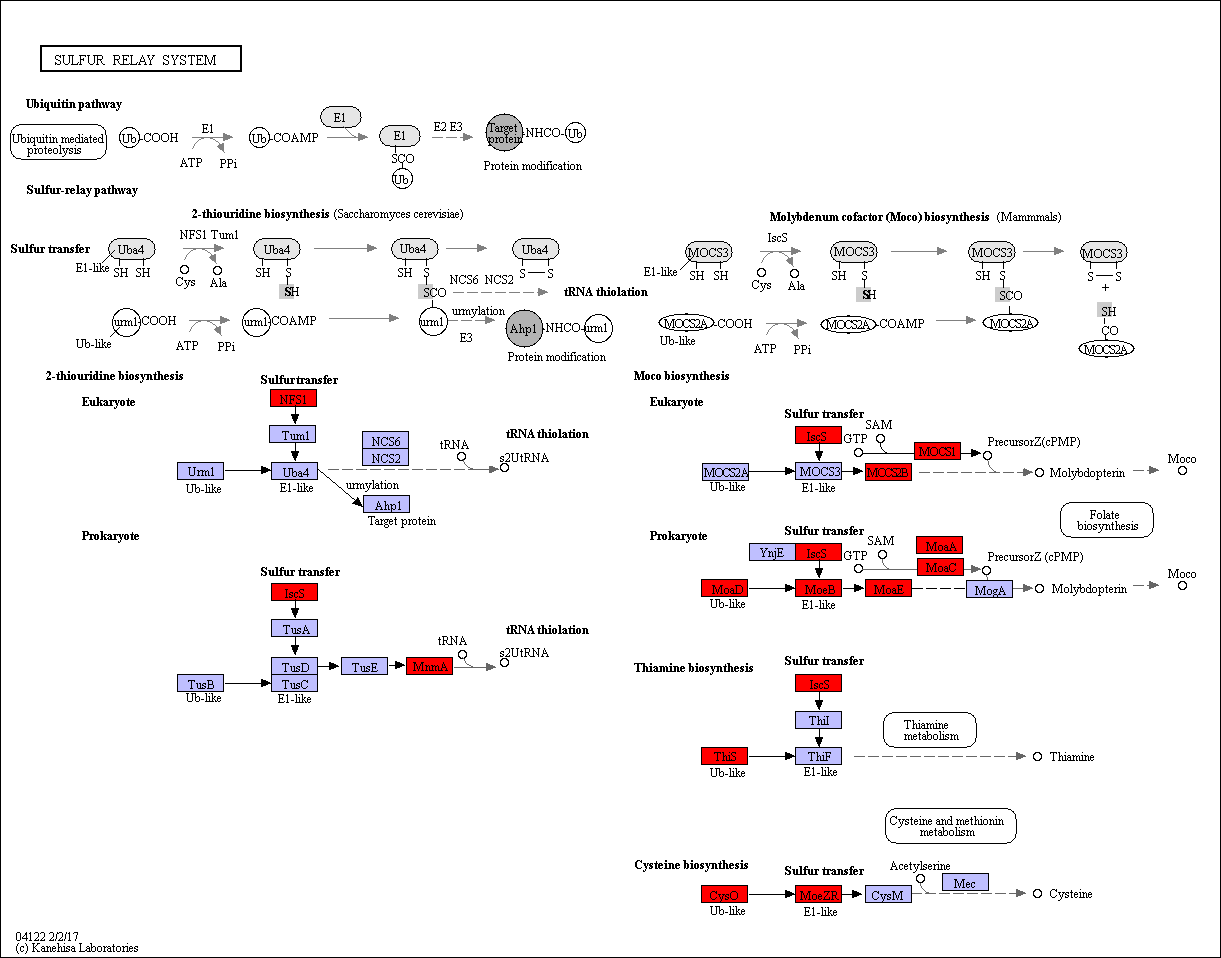 SULFUR RELAY SYSTEM
Ubiquitin pathway
Ubiquitin mediated
proteolysis
Ub
COOH
E1
ATP
PPi
Ub
COAMP
E1
E1
SCO
Ub
E2 E3
Target
protein
NHCO
Ub
Protein modification
Sulfur-relay pathway
2-thiouridine biosynthesis (Saccharomyces cerevisiae)
Sulfur transfer
Uba4
E1-like
SH SH
NFS1 Tum1
Cys
Ala
Uba4
SH S
SH
Uba4
SH S
SCO
urm1
Uba4
S S
NCS6 NCS2
tRNA thiolation
urm1
COOH
Ub-like
ATP
PPi
urm1
COAMP
urmylation
E3
Ahp1
NHCO
urm1
Protein modification
Molybdenum cofactor (Moco) biosynthesis (Mammmals)
MOCS3
E1-like
SH SH
IscS
Cys
Ala
MOCS3
SH S
SH
MOCS3
SH S
SCO
MOCS2A
MOCS3
S S
+
SH
CO
MOCS2A
MOCS2A
COOH
Ub-like
ATP
PPi
MOCS2A
COAMP
2-thiouridine biosynthesis
Eukaryote
Sulfur transfer
NFS1
Tum1
Urm1
Ub-like
Uba4
E1-like
NCS6
NCS2
tRNA
tRNA thiolation
s2UtRNA
urmylation
Ahp1
Target protein
Prokaryote
Sulfur transfer
IscS
TusA
TusD
TusC
E1-like
TusB
Ub-like
TusE
MnmA
tRNA
tRNA thiolation
s2UtRNA
Moco biosynthesis
Eukaryote
Sulfur transfer
IscS
GTP
SAM
MOCS1
PrecursorZ(cPMP)
MOCS2A
Ub-like
MOCS3
E1-like
MOCS2B
Molybdopterin
Moco
Folate
biosynthesis
Prokaryote
Sulfur transfer
YnjE
IscS
GTP
SAM
MoaA
MoaC
PrecursorZ (cPMP)
MoaD
Ub-like
MoeB
E1-like
MoaE
MogA
Molybdopterin
Moco
Thiamine biosynthesis
Sulfur transfer
IscS
ThiI
ThiS
Ub-like
ThiF
E1-like
Thiamine
metabolism
Thiamine
Cysteine and methionin
metabolism
Cysteine biosynthesis
Sulfur transfer
Acetylserine
CysO
Ub-like
MoeZR
E1-like
CysM
Mec
Cysteine
04122 2/2/17
(c) Kanehisa Laboratories